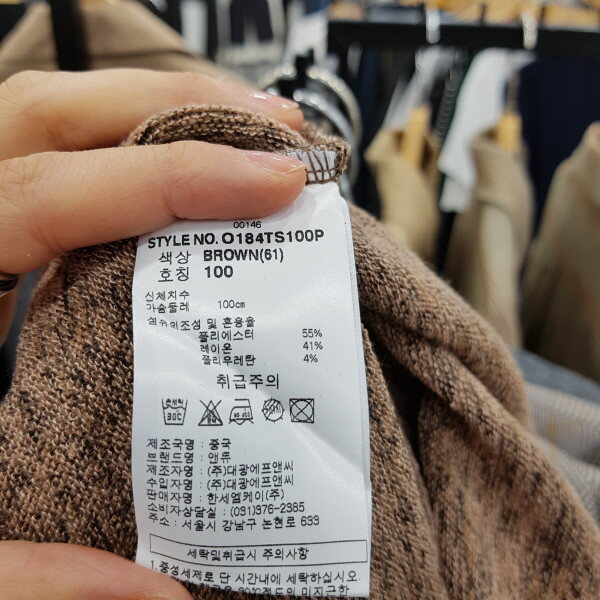 00146
STYLE NO. O184TS100P
색상 BROWN(61)
호칭 100
신체치수
가슴둘레 100cm
섬유의조성 및 혼용율
폴리에스터 55%
레이온 41%
폴리우레탄 4%
취급주의
제조국명 : 중국
브랜드명 : 앤듀
제조자명 : (주)대광에프앤씨
수입자명 : (주)대광에프앤씨
판매자명 : 한세엠케이(주)
소비자상담실 : (031)976-2385
주소 : 서울시 강남구 논현로 633
세탁및취급시 주의사항
1. 중성세제로 단 시간내에 세탁하십시